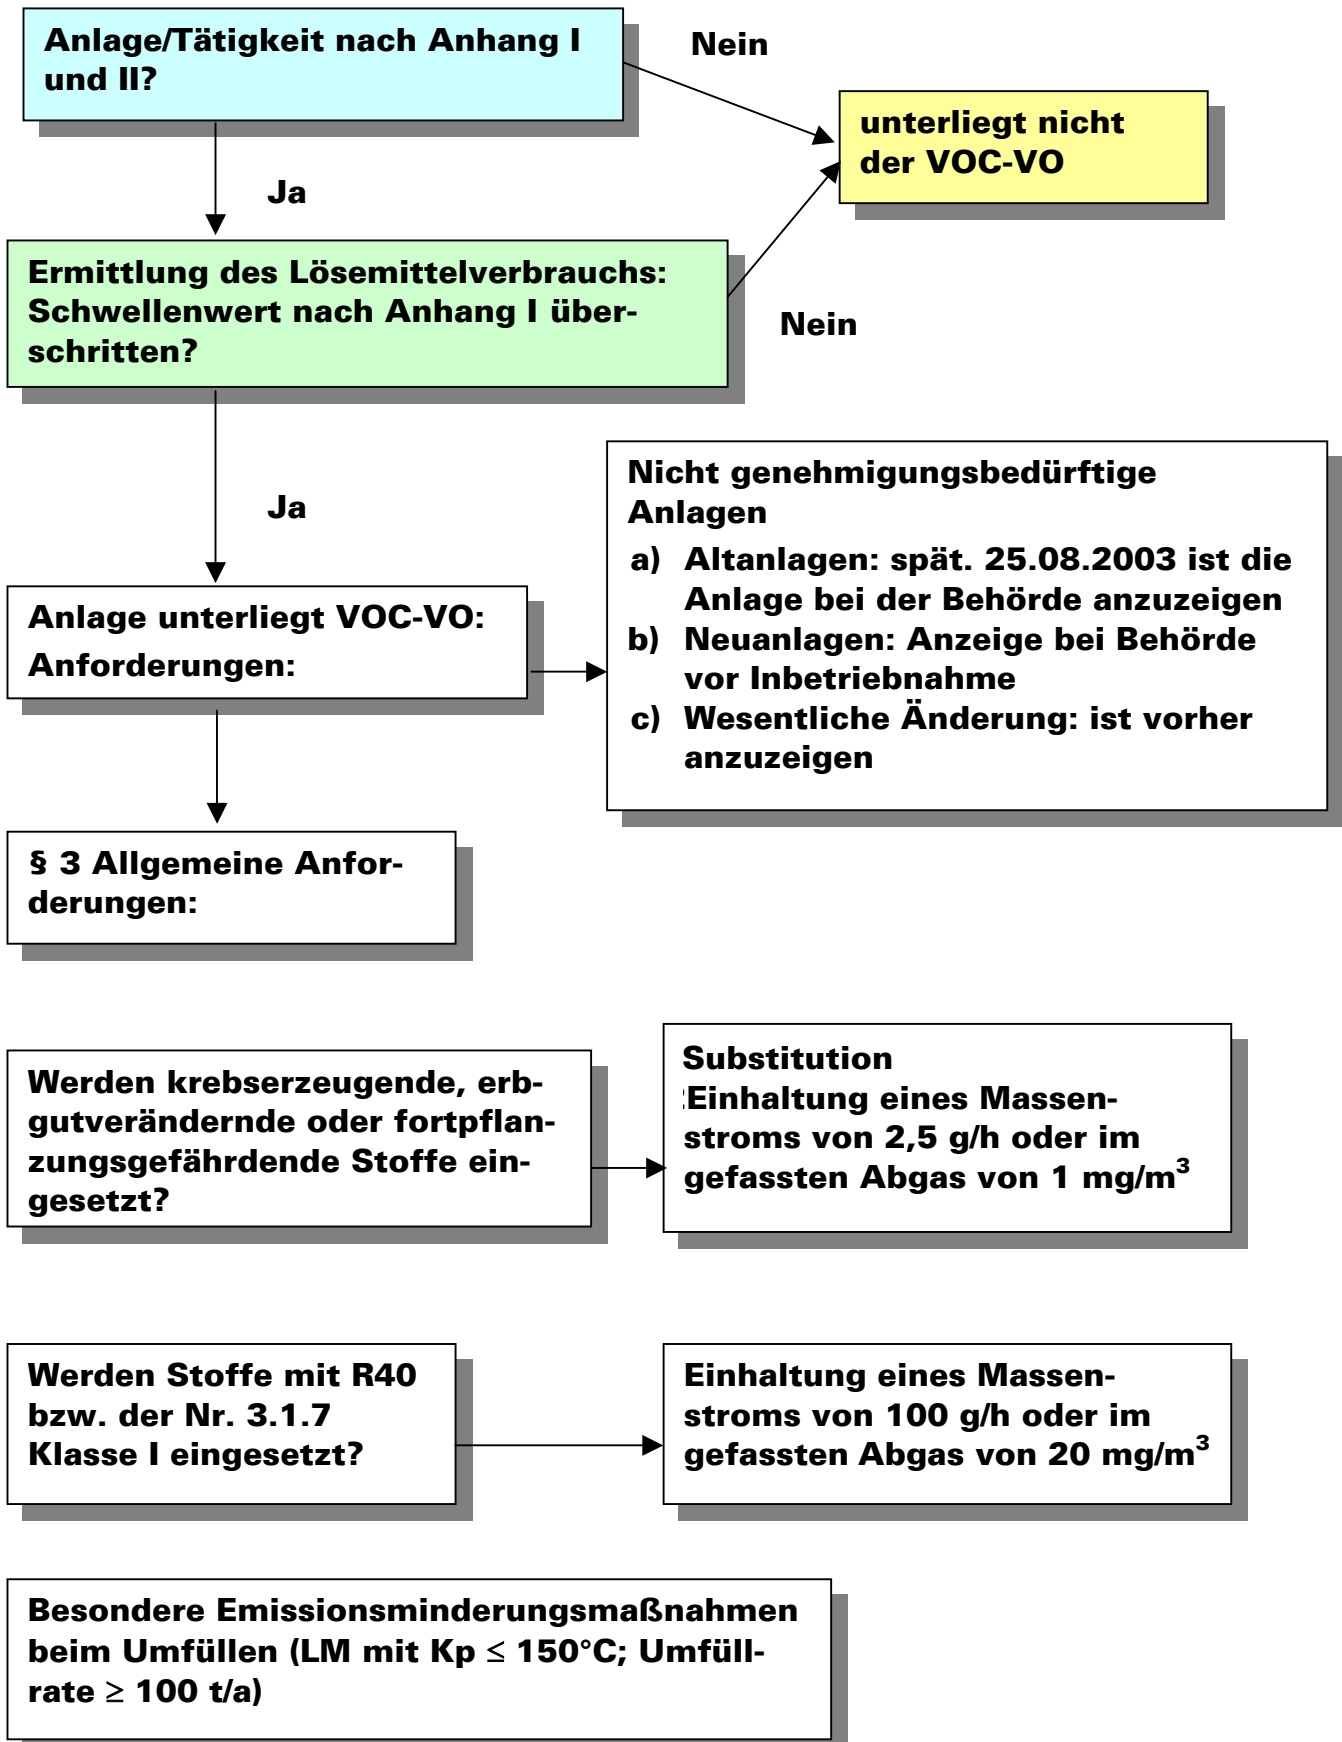 Anlage/Tätigkeit nach Anhang I
und II?
Nein
unterliegt nicht
der VOC-VO
Ja
Ermittlung des Lösemittelverbrauchs:
Schwellenwert nach Anhang I über-
schritten?
Nein
Ja
Nicht genehmigungsbedürftige
Anlagen
a) Altanlagen: spät. 25.08.2003 ist die
Anlage bei der Behörde anzuzeigen
b) Neuanlagen: Anzeige bei Behörde
vor Inbetriebnahme
c) Wesentliche Änderung: ist vorher
anzuzeigen
Anlage unterliegt VOC-VO:
Anforderungen:
§ 3 Allgemeine Anfor-
derungen:
Werden krebserzeugende, erb-
gutverändernde oder fortpflan-
zungsgefährdende Stoffe ein-
gesetzt?
Substitution
Einhaltung eines Massen-
stroms von 2,5 g/h oder im
gefassten Abgas von 1 mg/m³
Werden Stoffe mit R40
bzw. der Nr. 3.1.7
Klasse I eingesetzt?
Einhaltung eines Massen-
stroms von 100 g/h oder im
gefassten Abgas von 20 mg/m³
Besondere Emissionsminderungsmaßnahmen
beim Umfüllen (LM mit Kp ≤ 150°C; Umfüll-
rate ≥ 100 t/a)